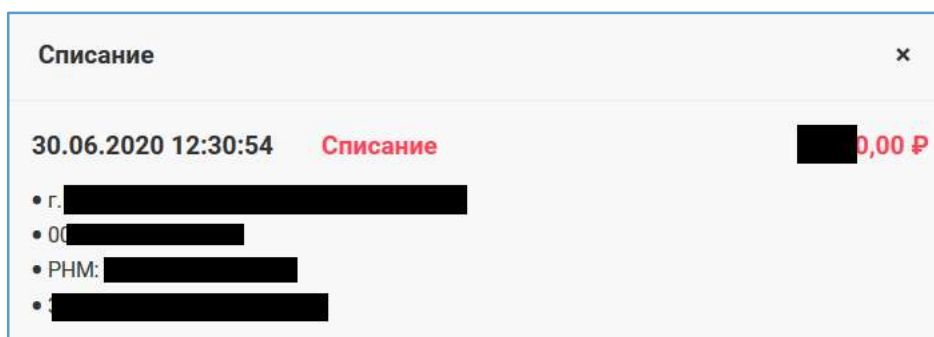 Списание ×
30.06.2020 12:30:54 Списание 0,00 ₽
• г.
• 00
• РНМ:
•